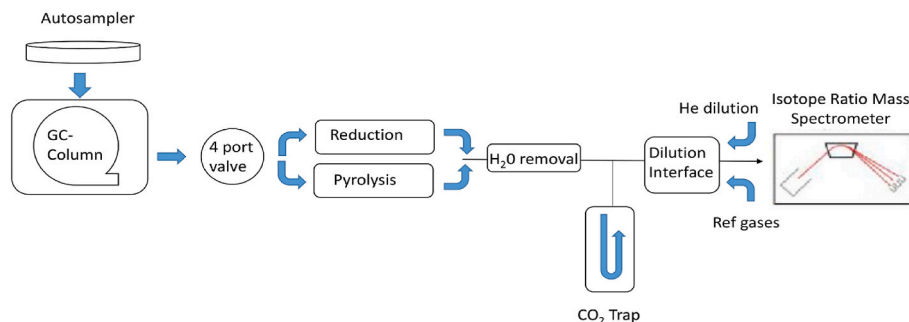 Autosampler
GC-
Column
4 port
valve
Reduction
Pyrolysis
H₂0 removal
CO₂ Trap
Dilution
Interface
He dilution
Ref gases
Isotope Ratio Mass
Spectrometer